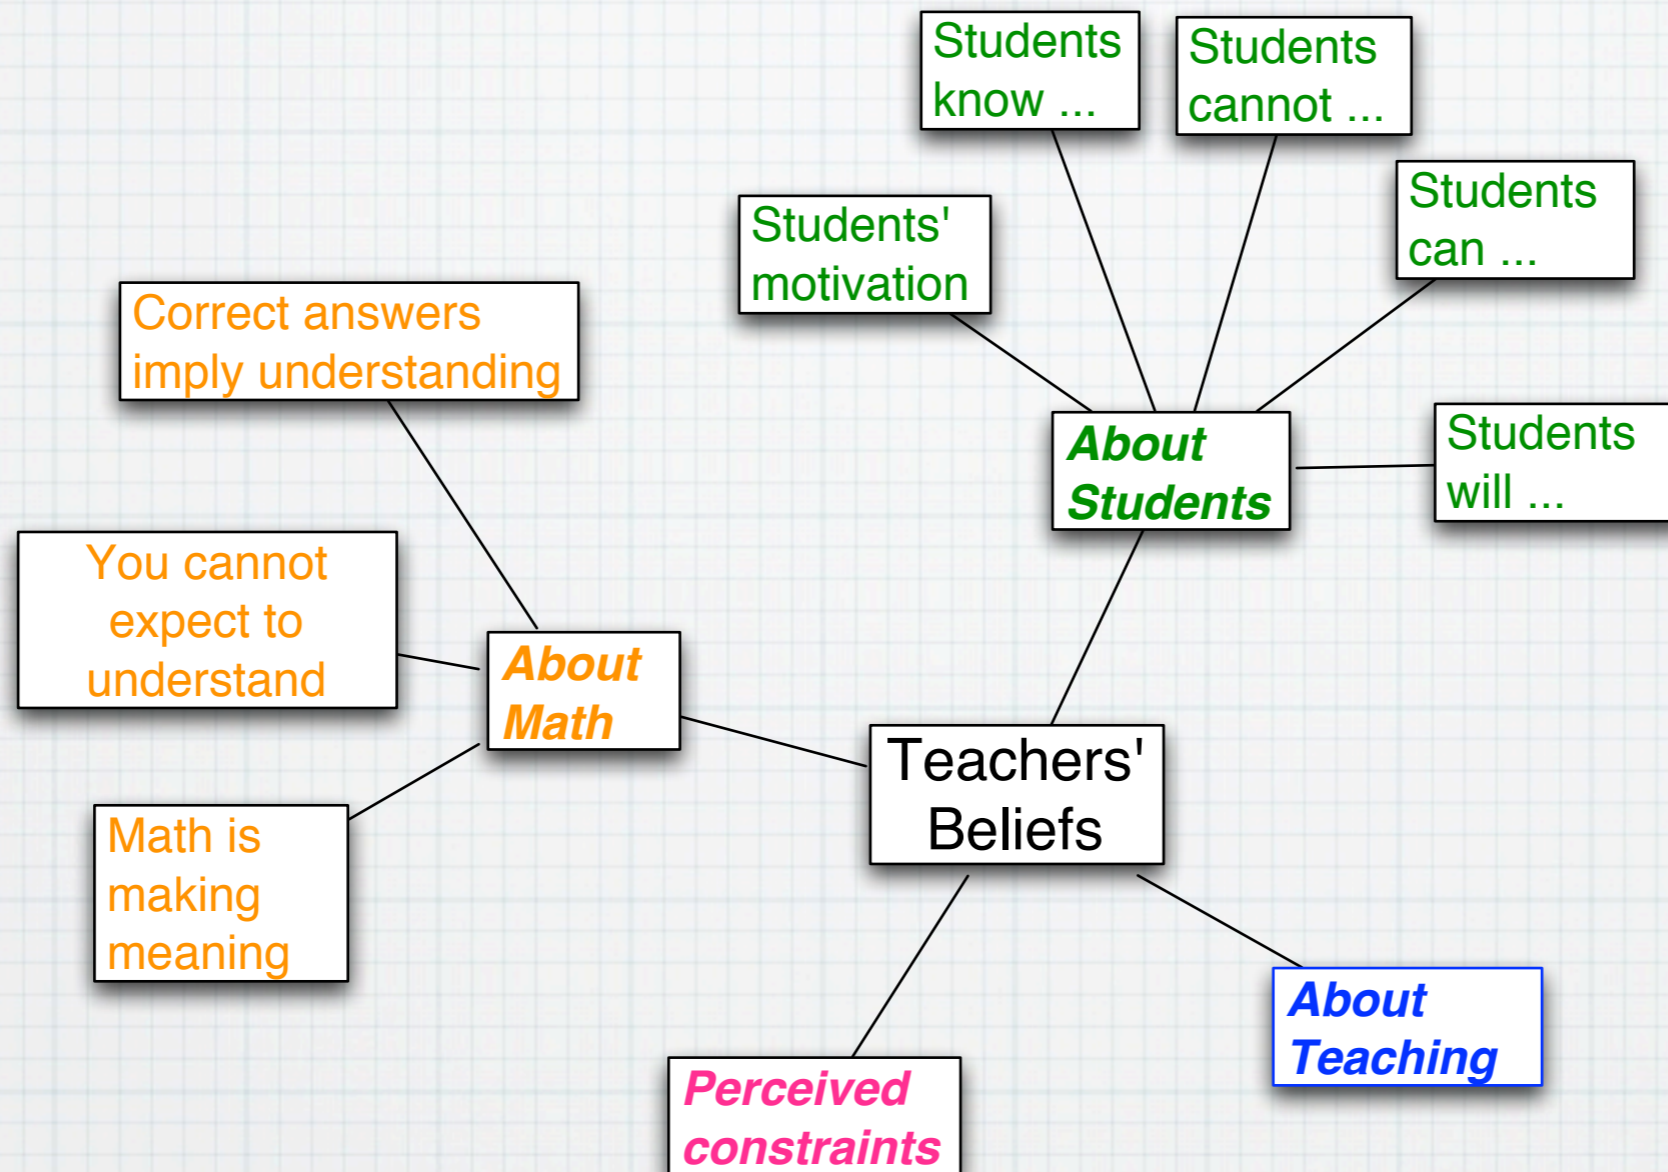 Students
know ...
Students
cannot ...
Students
can ...
Students'
motivation
Correct answers
imply understanding
About
Students
Students
will ...
You cannot
expect to
understand
About
Math
Teachers'
Beliefs
Math is
making
meaning
About
Teaching
Perceived
constraints